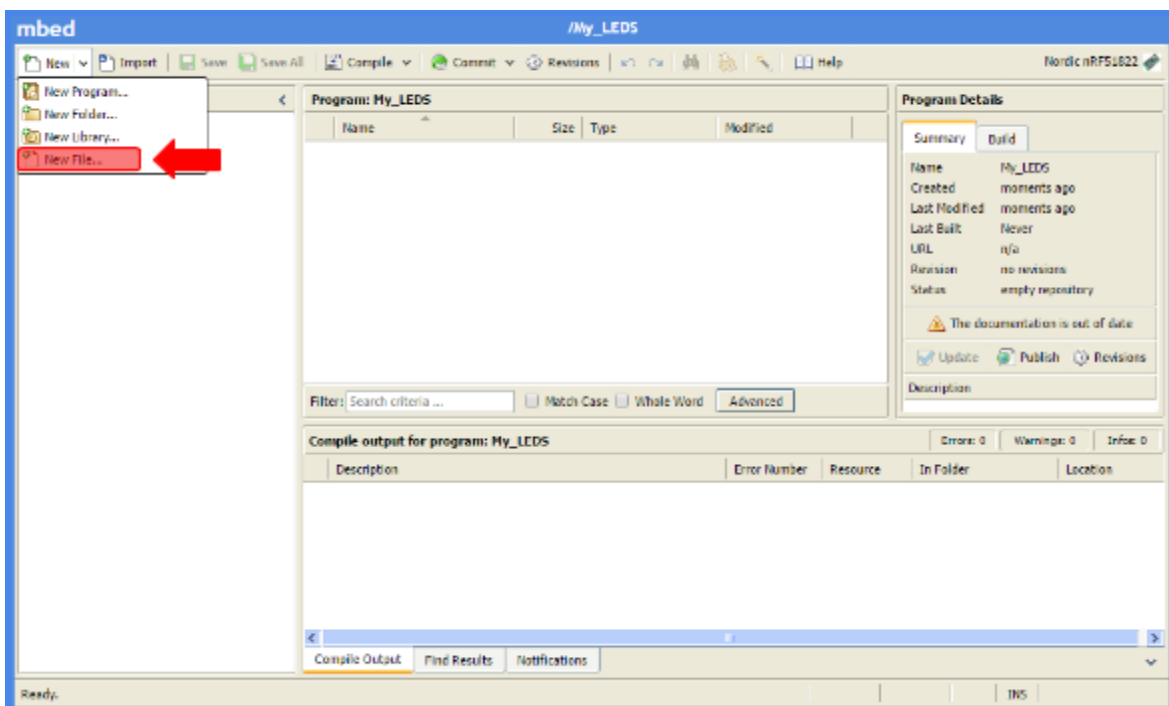 mbed
/My_LEDS
New Import Save Save All Compile Commit Revisions Help Nordic nRF51822
New Program...
New Folder...
New Library...
New File...
Program: My_LEDS
Name Size Type Modified
Filter: Search criteria ... Match Case Whole Word Advanced
Program Details
Summary Build
Name My_LEDS
Created moments ago
Last Modified moments ago
Last Built Never
URL n/a
Revision no revisions
Status empty repository
The documentation is out of date
Update Publish Revisions
Description
Compile output for program: My_LEDS Errors: 0 Warnings: 0 Infos: 0
Description Error Number Resource In Folder Location
Compile Output Find Results Notifications
Ready. INS